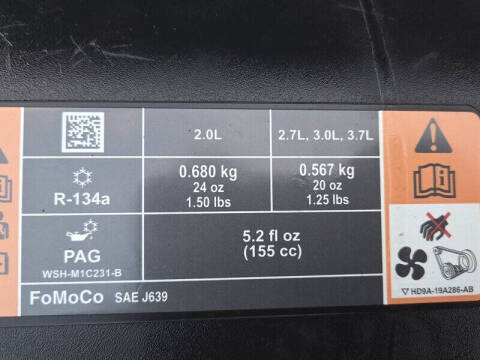 2.0L
2.7L, 3.0L, 3.7L
R-134a
0.680 kg
24 oz
1.50 lbs
0.567 kg
20 oz
1.25 lbs
PAG
WSH-M1C231-B
5.2 fl oz
(155 cc)
FoMoCo SAE J639
▽ HD9A-19A286-AB